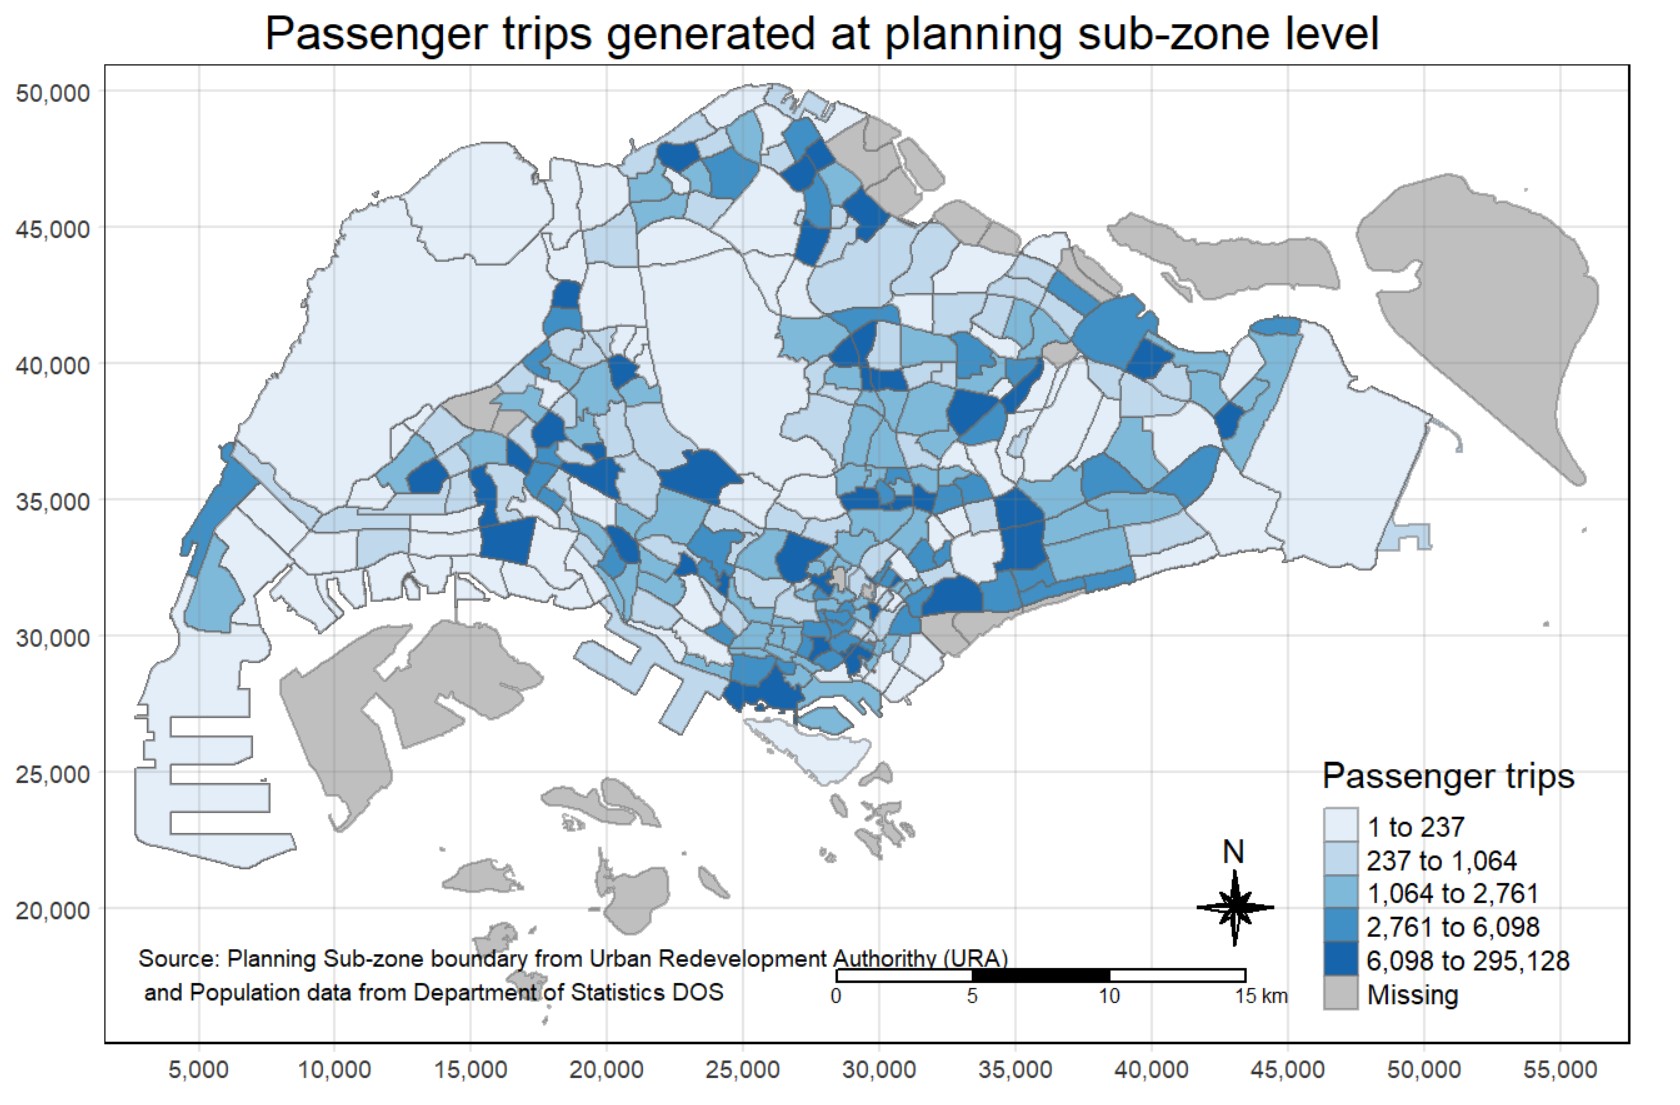 Passenger trips generated at planning sub-zone level
50,000
45,000
40,000
35,000
30,000
25,000
20,000
Passenger trips
1 to 237
237 to 1,064
1,064 to 2,761
2,761 to 6,098
6,098 to 295,128
Missing
N
Source: Planning Sub-zone boundary from Urban Redevelopment Authorithy (URA)
and Population data from Department of Statistics DOS
0 5 10 15 km
5,000 10,000 15,000 20,000 25,000 30,000 35,000 40,000 45,000 50,000 55,000